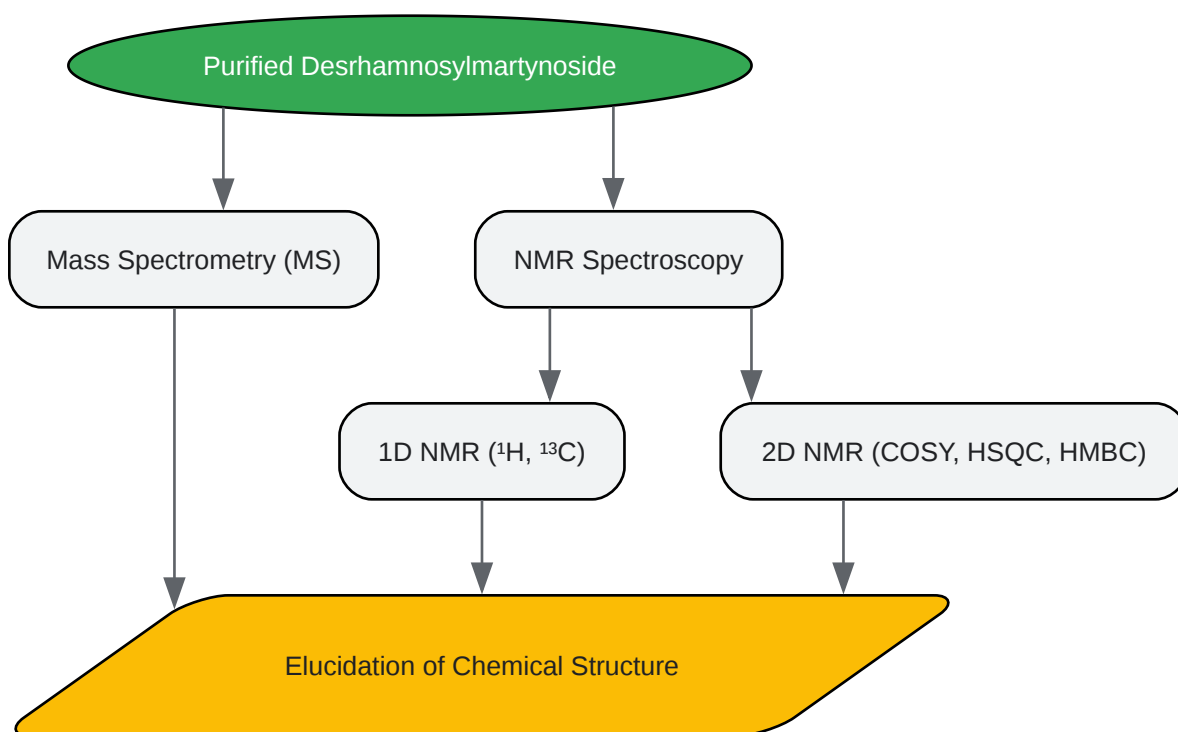 Purified Desrhamnosylmartynoside
Mass Spectrometry (MS)
NMR Spectroscopy
1D NMR (¹H, ¹³C)
2D NMR (COSY, HSQC, HMBC)
Elucidation of Chemical Structure